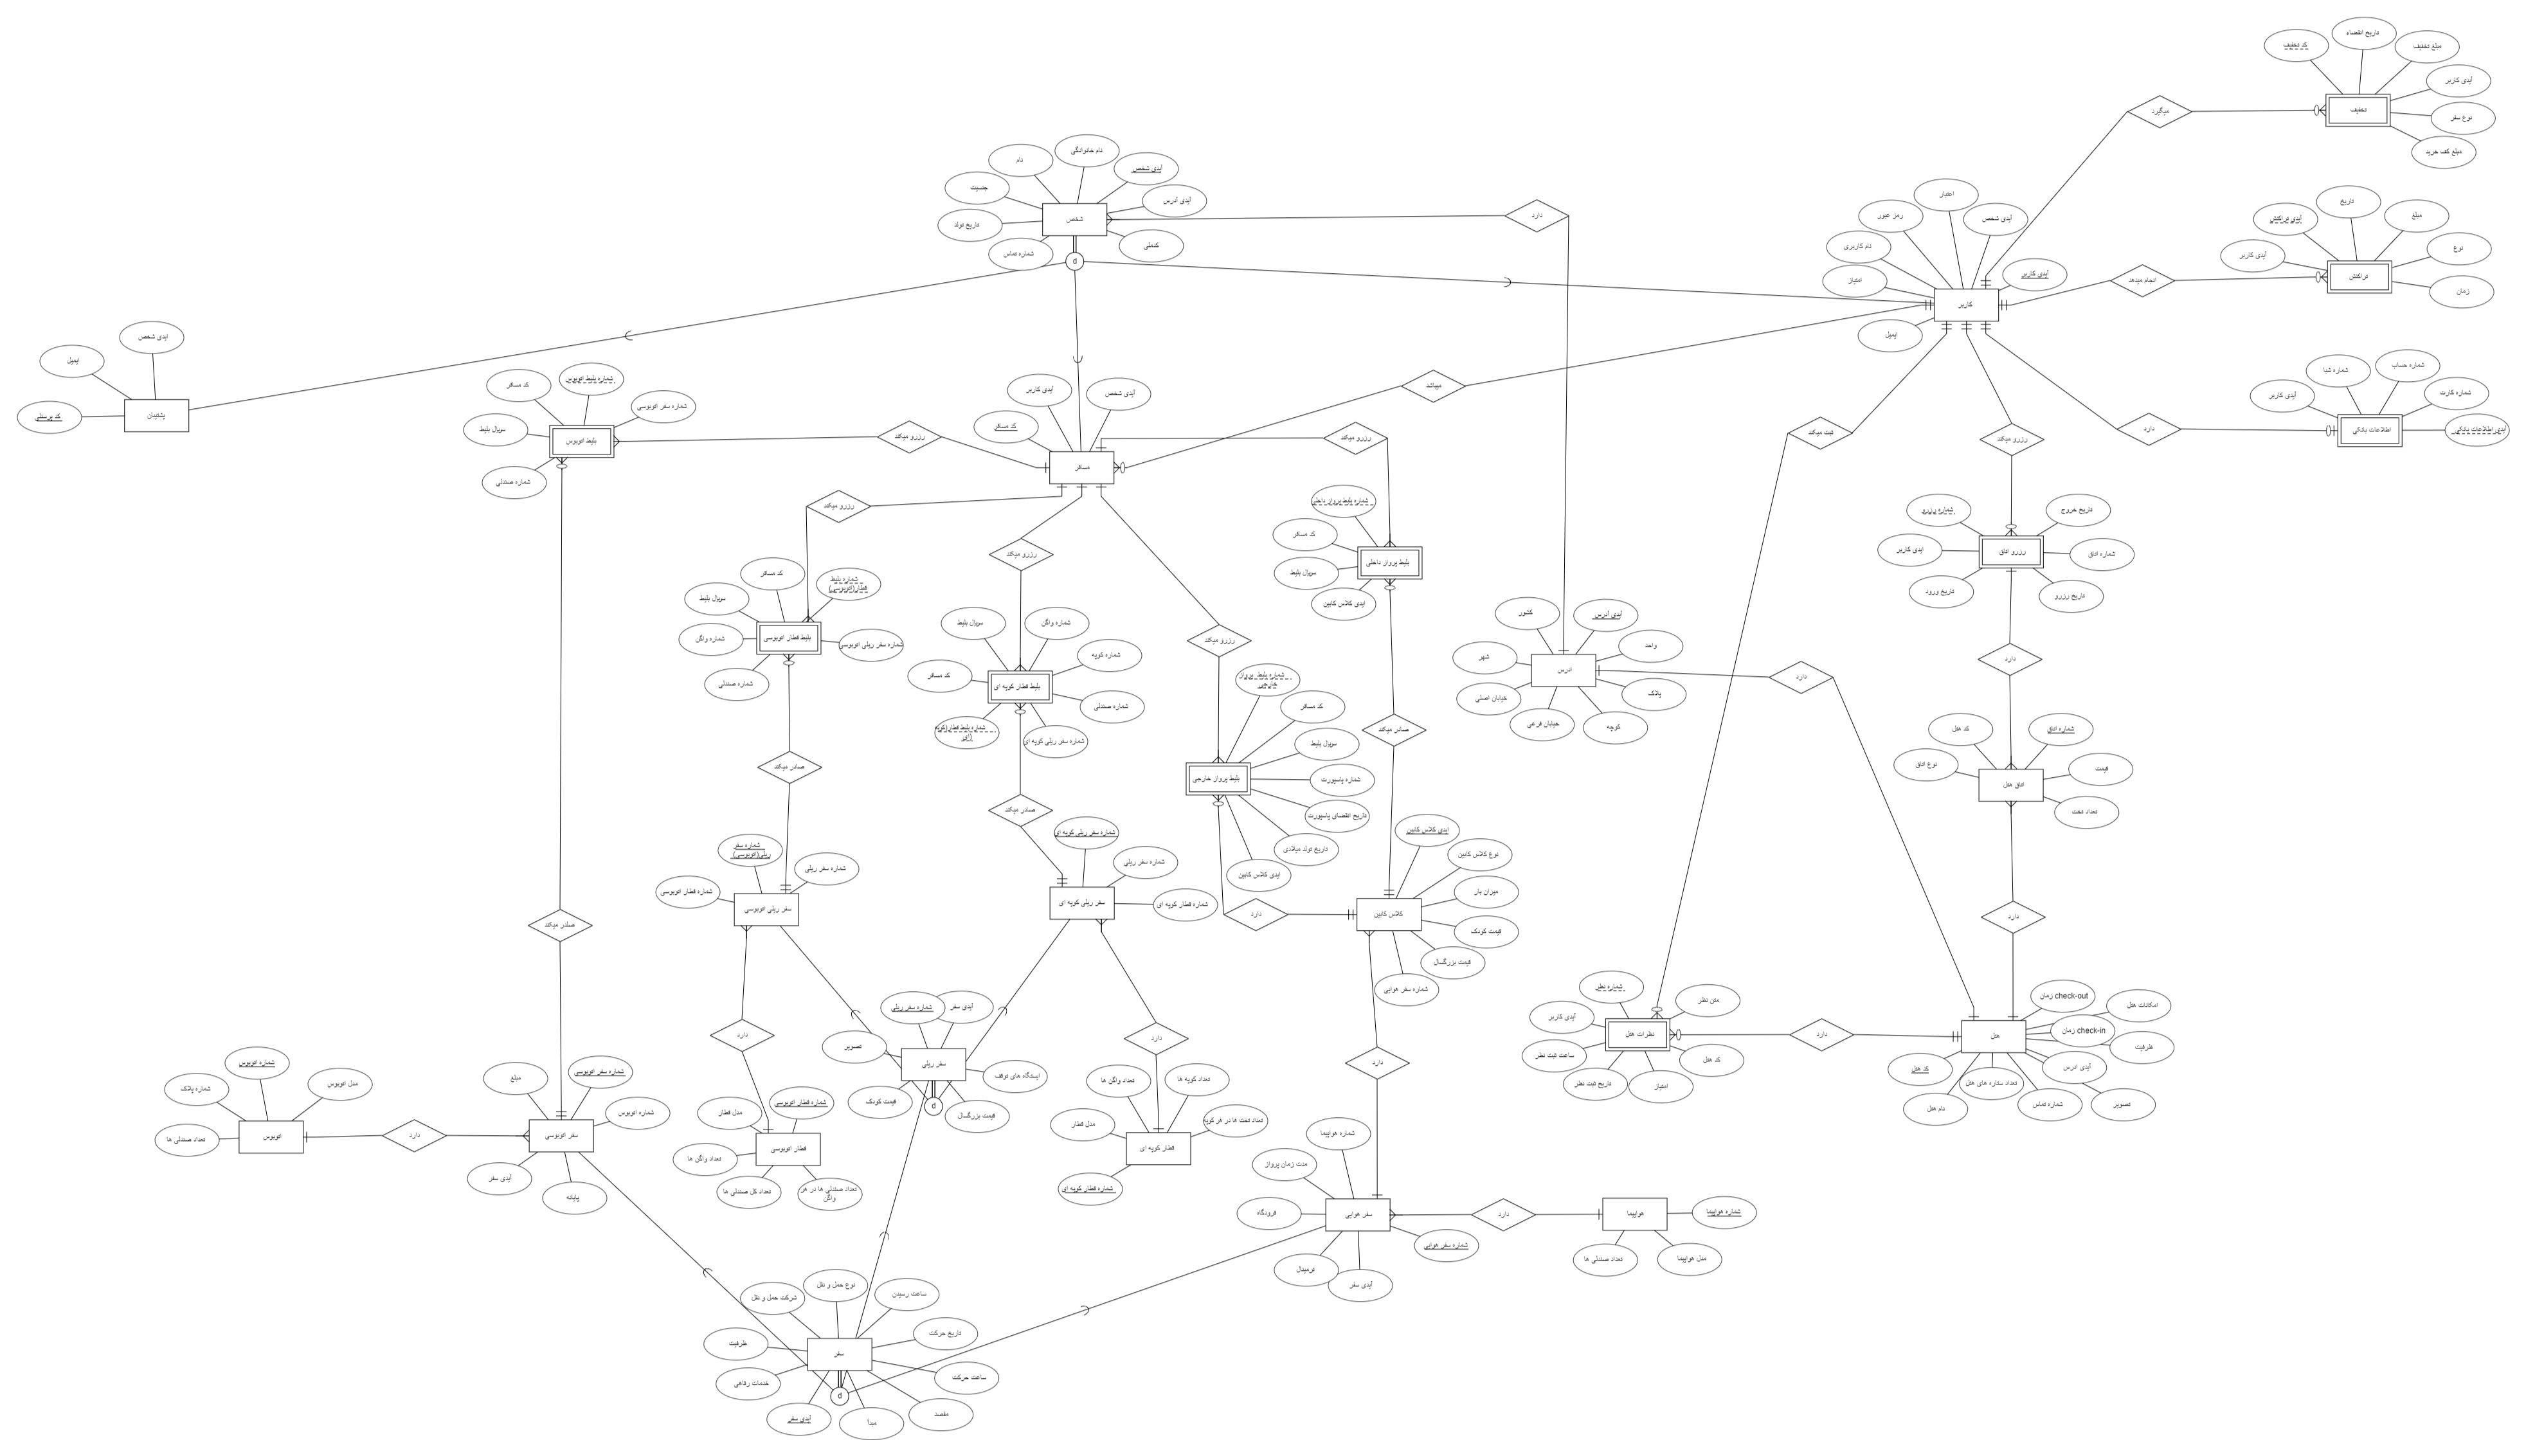 کد تخفیف
تاریخ انقضاء
مبلغ تخفیف
آیدی کاربر
نوع سفر
مبلغ کف خرید
تخفیف
میگیرد
نام
نام خانوادگی
آیدی شخص
جنسیت
آیدی آدرس
تاریخ تولد
شخص
کدملی
شماره تماس
d
دارد
اعتبار
رمز عبور
آیدی شخص
نام کاربری
آیدی کاربر
امتیاز
کاربر
ایمیل
تاریخ
آیدی تراکنش
مبلغ
آیدی کاربر
نوع
تراکنش
زمان
انجام میدهد
ایدی شخص
ایمیل
کد پرسنلی
پشتیبان
کد مسافر
شماره بلیط اتوبوس
شماره سفر اتوبوسی
سریال بلیط
بلیط اتوبوس
شماره صندلی
رزرو میکند
آیدی کاربر
آیدی شخص
کد مسافر
مسافر
میباشد
رزرو میکند
ثبت میکند
رزرو میکند
دارد
شماره شبا
شماره حساب
آیدی کاربر
شماره کارت
اطلاعات بانکی
آیدی اطلاعات بانکی
رزرو میکند
رزرو میکند
رزرو میکند
شماره بلیط پرواز داخلی
کد مسافر
سریال بلیط
بلیط پرواز داخلی
ایدی کلاس کابین
شماره رزرو
تاریخ خروج
ایدی کاربر
رزرو اتاق
شماره اتاق
تاریخ ورود
تاریخ رزرو
کد مسافر
شماره بلیط
قطار(اتوبوسی)
سریال بلیط
شماره واگن
بلیط قطار اتوبوسی
شماره سفر ریلی اتوبوسی
شماره صندلی
سریال بلیط
شماره واگن
شماره کوپه
کد مسافر
بلیط قطار کوپه ای
شماره صندلی
شماره بلیط قطار(کوپه
ای)
شماره سفر ریلی کوپه ای
شماره بلیط پرواز
خارجی
کد مسافر
سریال بلیط
بلیط پرواز خارجی
شماره پاسپورت
تاریخ انقضای پاسپورت
تاریخ تولد میلادی
ایدی کلاس کابین
کشور
آیدی آدرس
شهر
واحد
ادرس
خیابان اصلی
پلاک
خیابان فرعی
کوچه
دارد
دارد
صادر میکند
صادر میکند
صادر میکند
صادر میکند
کد هتل
شماره اتاق
نوع اتاق
قیمت
اتاق هتل
تعداد تخت
دارد
شماره سفر
ریلی(اتوبوسی)
شماره سفر ریلی
شماره قطار اتوبوسی
سفر ریلی اتوبوسی
شماره سفر ریلی کوپه ای
شماره سفر ریلی
سفر ریلی کوپه ای
شماره قطار کوپه ای
دارد
ایدی کلاس کابین
نوع کلاس کابین
میزان بار
کلاس کابین
قیمت کودک
قیمت بزرگسال
شماره سفر هوایی
دارد
دارد
دارد
شماره سفر ریلی
آیدی سفر
تصویر
سفر ریلی
ایستگاه های توقف
قیمت کودک
قیمت بزرگسال
d
شماره نظر
متن نظر
آیدی کاربر
نظرات هتل
ساعت ثبت نظر
کد هتل
تاریخ ثبت نظر
امتیاز
دارد
زمان check-out
امکانات هتل
زمان check-in
هتل
ظرفیت
کد هتل
آیدی ادرس
تعداد ستاره های هتل
نام هتل
شماره تماس
تصویر
شماره اتوبوس
مدل اتوبوس
شماره پلاک
اتوبوس
تعداد صندلی ها
دارد
مبلغ
شماره سفر اتوبوسی
شماره اتوبوس
سفر اتوبوسی
آیدی سفر
پایانه
مدل قطار
شماره قطار اتوبوسی
قطار اتوبوسی
تعداد واگن ها
تعداد کل صندلی ها
تعداد صندلی ها در هر
واگن
تعداد واگن ها
تعداد کوپه ها
مدل قطار
تعداد تخت ها در هر کوپه
قطار کوپه ای
شماره قطار کوپه ای
شماره هواپیما
مدت زمان پرواز
فرودگاه
سفر هوایی
شماره سفر هوایی
ترمینال
آیدی سفر
دارد
هواپیما
شماره هواپیما
تعداد صندلی ها
مدل هواپیما
شرکت حمل و نقل
نوع حمل و نقل
ساعت رسیدن
ظرفیت
تاریخ حرکت
سفر
خدمات رفاهی
ساعت حرکت
d
آیدی سفر
مبدأ
مقصد